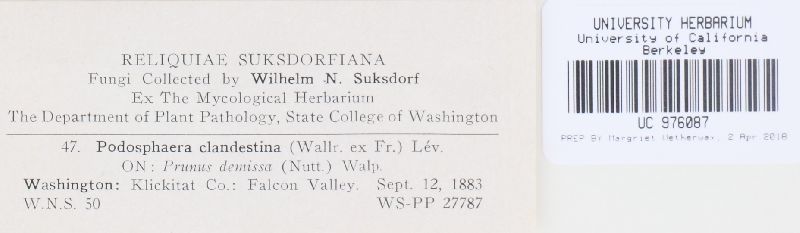 RELIQUIAE SUKSDORFIANA
Fungi Collected by Wilhelm N. Suksdorf
Ex The Mycological Herbarium
The Department of Plant Pathology, State College of Washington
47. Podosphaera clandestina (Wallr. ex Fr.) Lév.
ON: Prunus demissa (Nutt.) Walp.
Washington: Klickitat Co.: Falcon Valley. Sept. 12, 1883
W.N.S. 50 WS-PP 27787
UNIVERSITY HERBARIUM
University of California
Berkeley
UC 976087
PREP BY Margriet Wetherwax, 2 Apr 2018